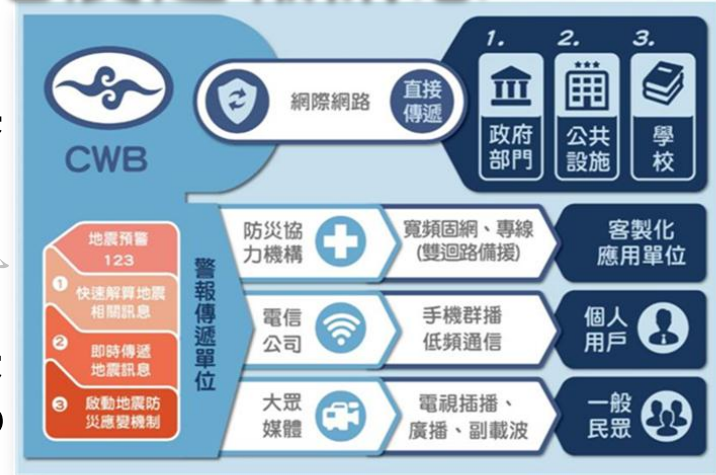 CWB
網際網路
直接
傳遞
1.
2.
3.
政府
部門
公共
設施
學
校
地震預警
123
1
快速解算地震
相關訊息
2
即時傳遞
地震訊息
3
啟動地震防
災應變機制
警報傳遞單位
防災協
力機構
寬頻固網、專線
(雙迴路備援)
客製化
應用單位
電信
公司
手機群播
低頻通信
個人
用戶
大眾
媒體
電視插播、
廣播、副載波
一般
民眾